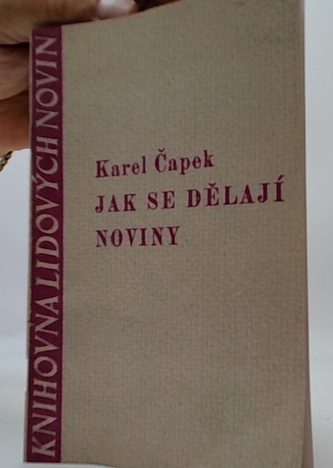 KNIHOVNA LIDOVÝCH NOVIN
Karel Čapek
JAK SE DĚLAJÍ
NOVINY